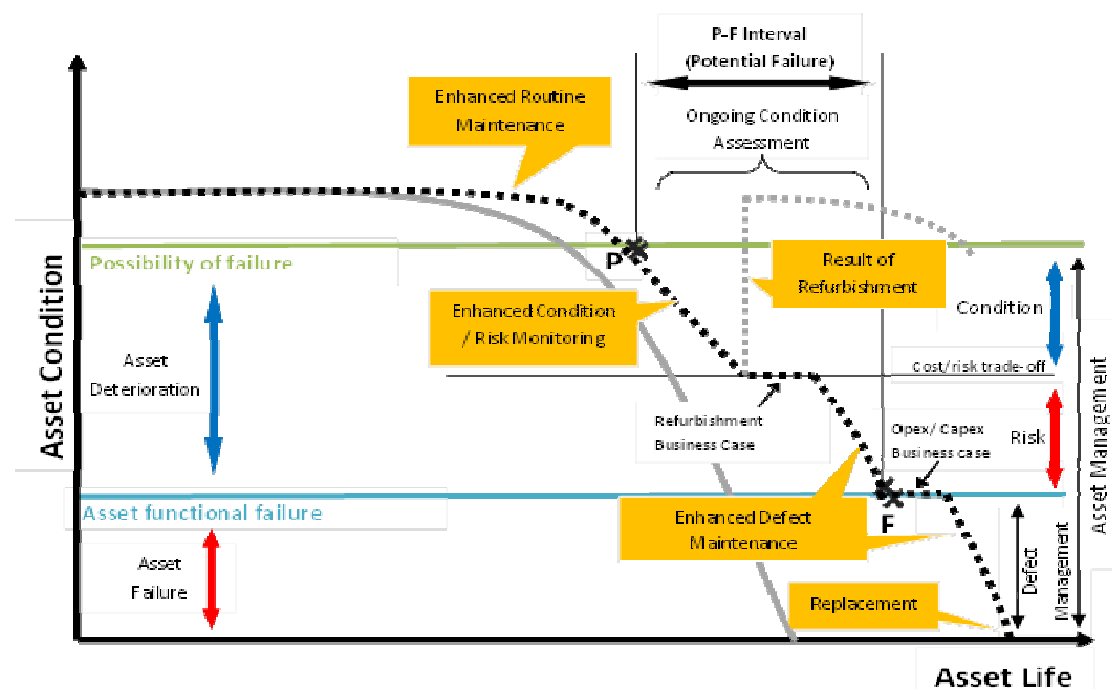 P-F Interval
(Potential Failure)
Enhanced Routine
Maintenance
Ongoing Condition
Assessment
Possibility of failure
P
Result of
Refurbishment
Enhanced Condition
/ Risk Monitoring
Condition
Asset
Deterioration
Cost/risk trade-off
Refurbishment
Business Case
Opex/ Capex
Business case
Risk
Asset functional failure
Enhanced Defect
Maintenance
F
Asset
Failure
Replacement
Defect
Management
Asset Management
Asset Condition
Asset Life